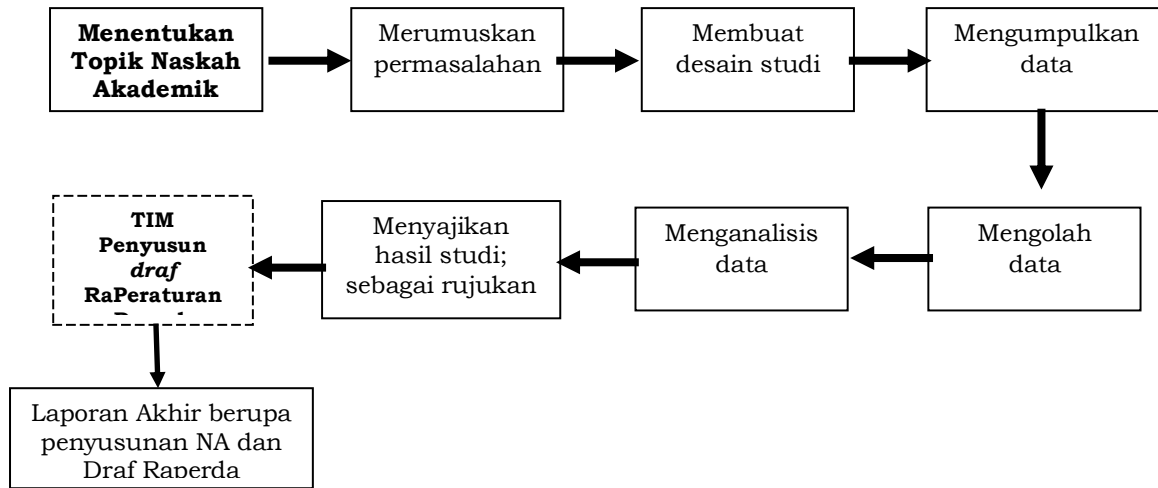 Menentukan
Topik Naskah
Akademik
Merumuskan
permasalahan
Membuat
desain studi
Mengumpulkan
data
TIM
Penyusun
draf
RaPeraturan
Menyajikan
hasil studi;
sebagai rujukan
Menganalisis
data
Mengolah
data
Laporan Akhir berupa
penyusunan NA dan
Draf Raperda